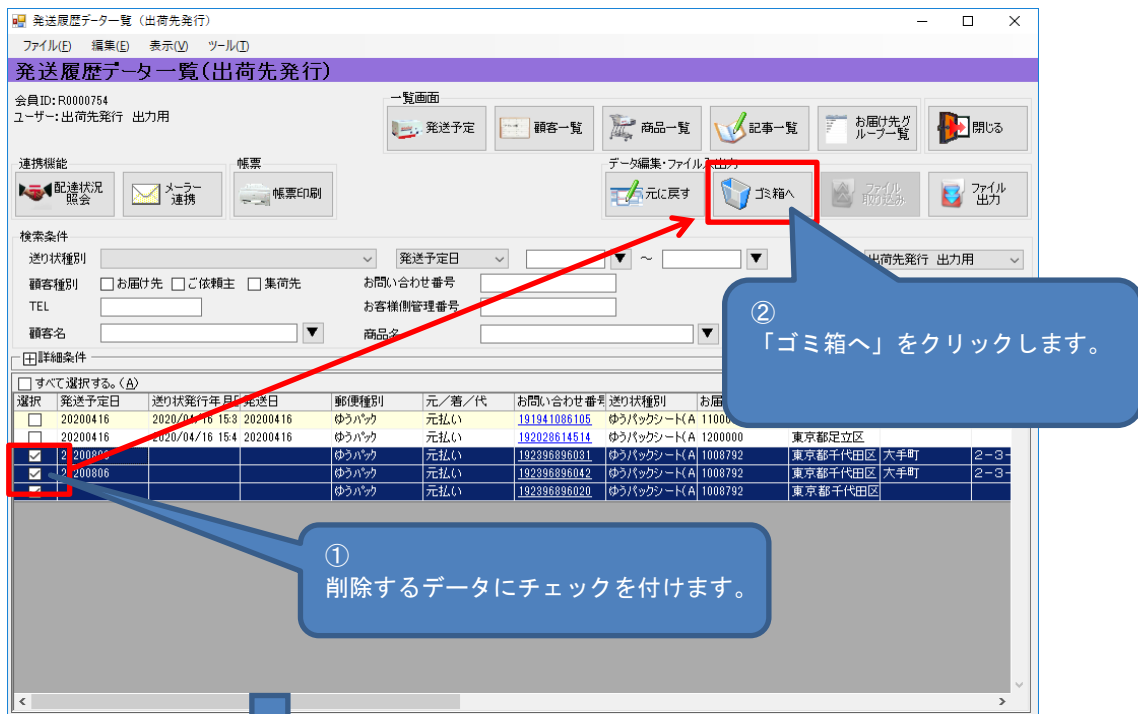 発送履歴データ一覧（出荷先発行）
ファイル(F) 編集(E) 表示(V) ツール(T)
発送履歴データ一覧(出荷先発行)
会員ID:R0000754
ユーザー:出荷先発行 出力用
一覧画面
発送予定 顧客一覧 商品一覧 記事一覧 お届け先グループ一覧 閉じる
連携機能 帳票 データ編集・ファイル入出力
配達状況照会 メーラー連携 帳票印刷 元に戻す ゴミ箱へ ファイル取り込み ファイル出力
検索条件
送り状種別 発送予定日 ～ 出荷先発行 出力用
顧客種別 お届け先 ご依頼主 集荷先 お問い合わせ番号
TEL お客様側管理番号
顧客名 商品名
詳細条件
②
「ゴミ箱へ」をクリックします。
すべて選択する。(A)
選択 発送予定日 送り状発行年月日 発送日 郵便種別 元／着／代 お問い合わせ番号 送り状種別 お届
20200416 2020/04/16 15:3 20200416 ゆうパック 元払い 191941086105 ゆうパックシート(A 11000
20200416 2020/04/16 15:4 20200416 ゆうパック 元払い 192028614514 ゆうパックシート(A 1200000 東京都足立区
ゆうパック 元払い 192396896031 ゆうパックシート(A 1008792 東京都千代田区 大手町 2-3-
ゆうパック 元払い 192396896042 ゆうパックシート(A 1008792 東京都千代田区 大手町 2-3-
ゆうパック 元払い 192396896020 ゆうパックシート(A 1008792 東京都千代田区
①
削除するデータにチェックを付けます。